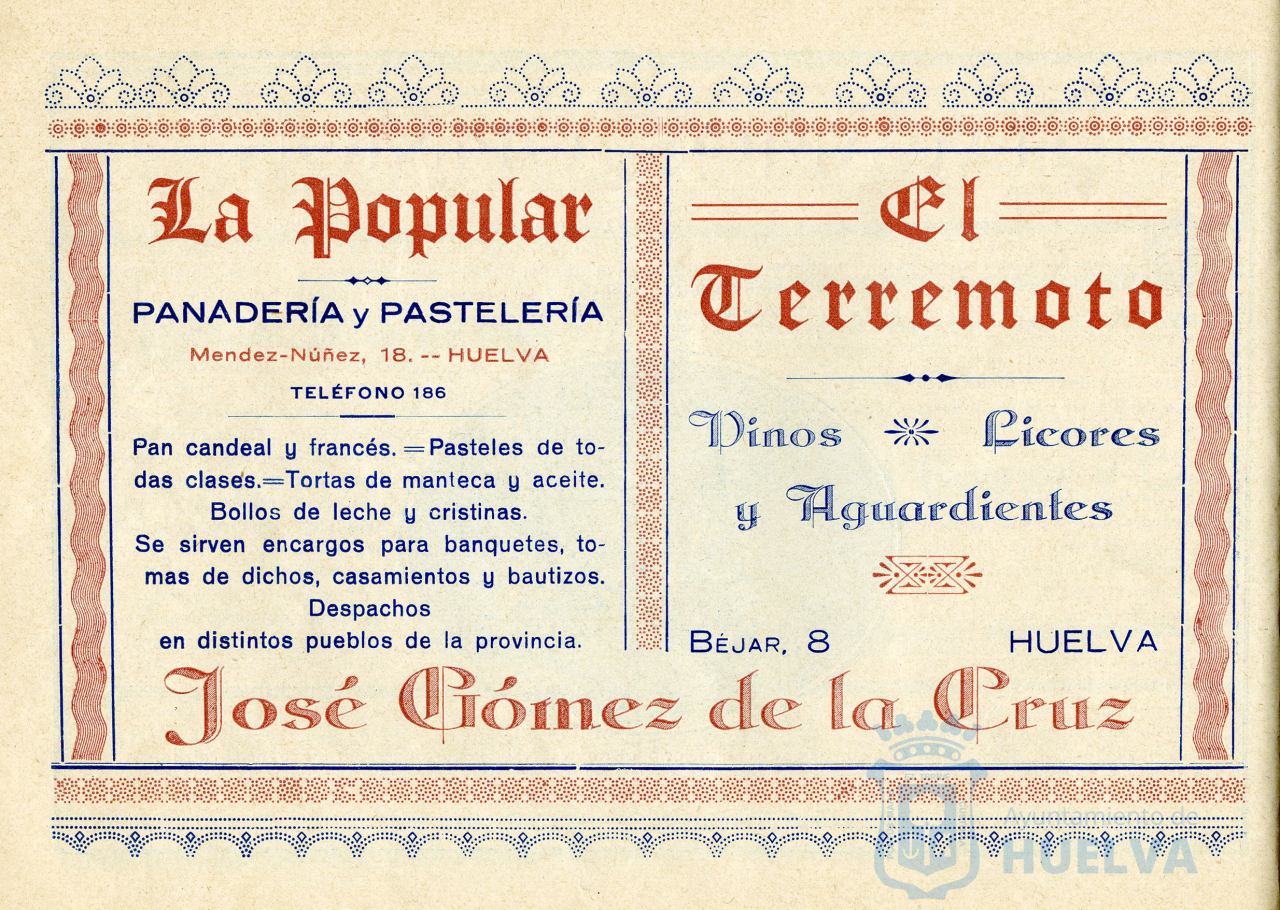 La Popular
PANADERÍA y PASTELERÍA
Mendez-Núñez, 18. -- HUELVA
TELÉFONO 186
Pan candeal y francés. = Pasteles de to-
das clases.=Tortas de manteca y aceite.
Bollos de leche y cristinas.
Se sirven encargos para banquetes, to-
mas de dichos, casamientos y bautizos.
Despachos
en distintos pueblos de la provincia.
El
Terremoto
Vinos Licores
y Aguardientes
BÉJAR, 8 HUELVA
José Gómez de la Cruz
Ayuntamiento de
HUELVA